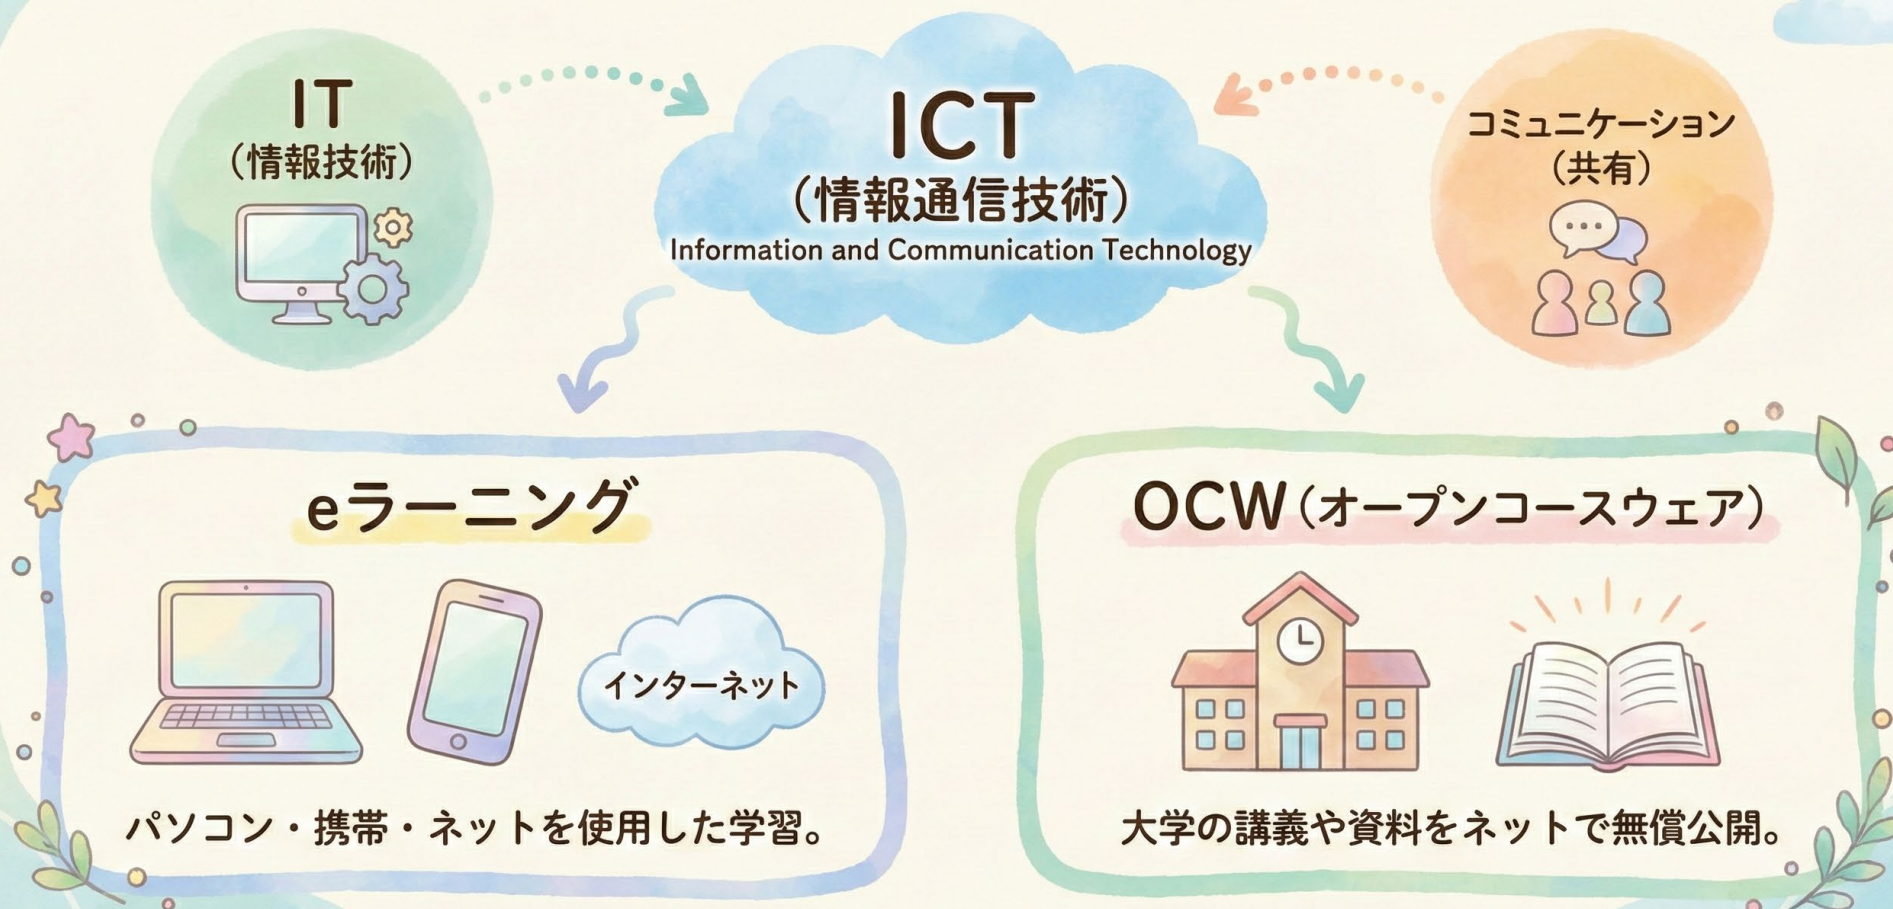 IT
（情報技術）
ICT
（情報通信技術）
Information and Communication Technology
コミュニケーション
（共有）
eラーニング
インターネット
パソコン・携帯・ネットを使用した学習。
OCW（オープンコースウェア）
大学の講義や資料をネットで無償公開。